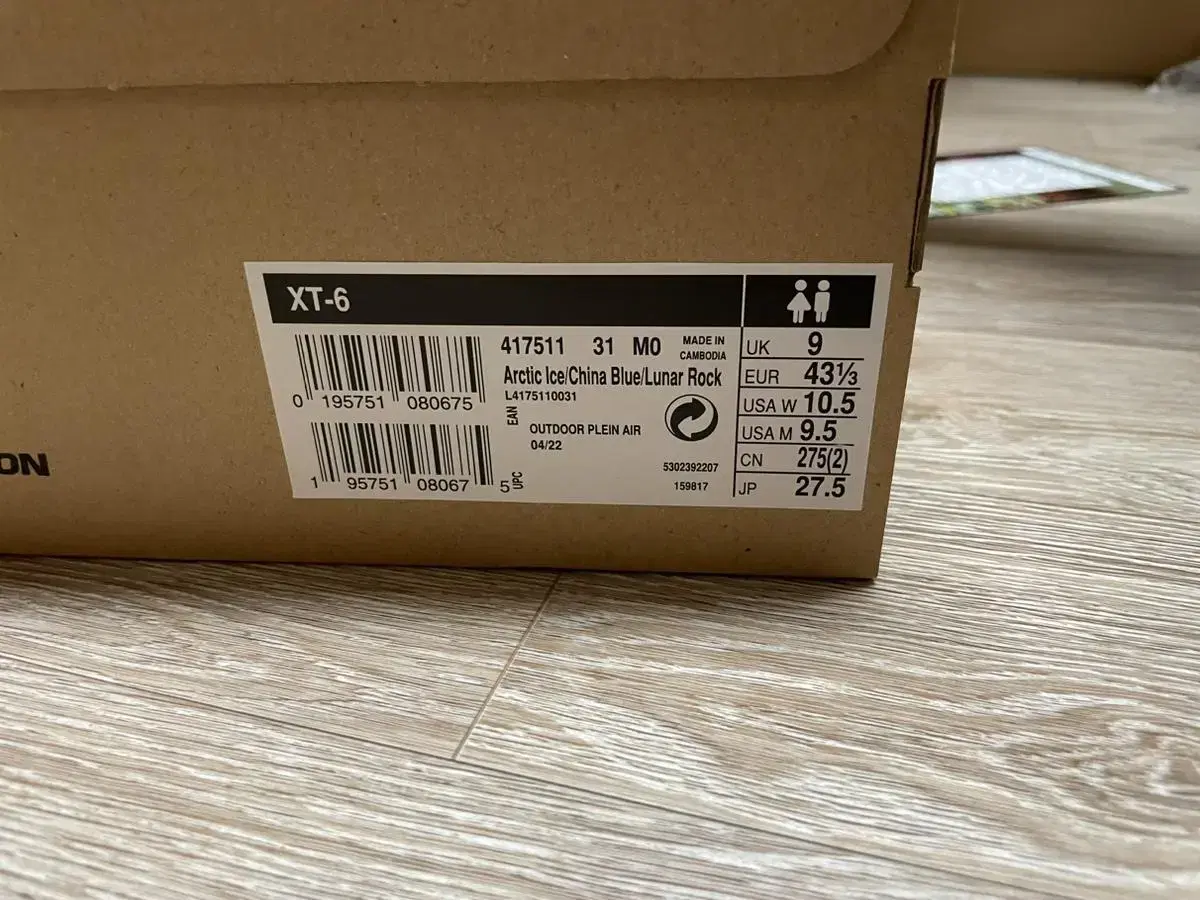 XT-6
417511 31 M0 MADE IN CAMBODIA
Arctic Ice/China Blue/Lunar Rock
L4175110031
0 195751 080675
EAN
OUTDOOR PLEIN AIR
04/22
1 95751 08067 5
UPC
5302392207
159817
UK 9
EUR 43⅓
USA W 10.5
USA M 9.5
CN 275(2)
JP 27.5
ON